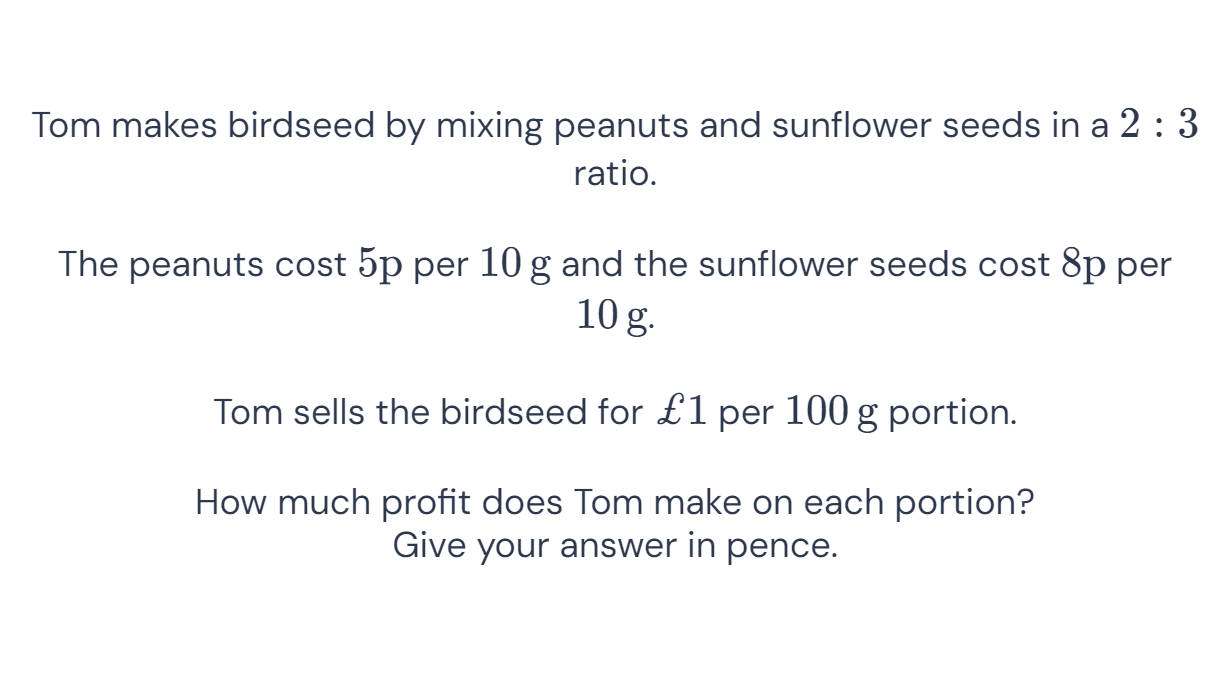 Tom makes birdseed by mixing peanuts and sunflower seeds in a 2 : 3
ratio.
The peanuts cost 5p per 10 g and the sunflower seeds cost 8p per
10 g.
Tom sells the birdseed for £1 per 100 g portion.
How much profit does Tom make on each portion?
Give your answer in pence.